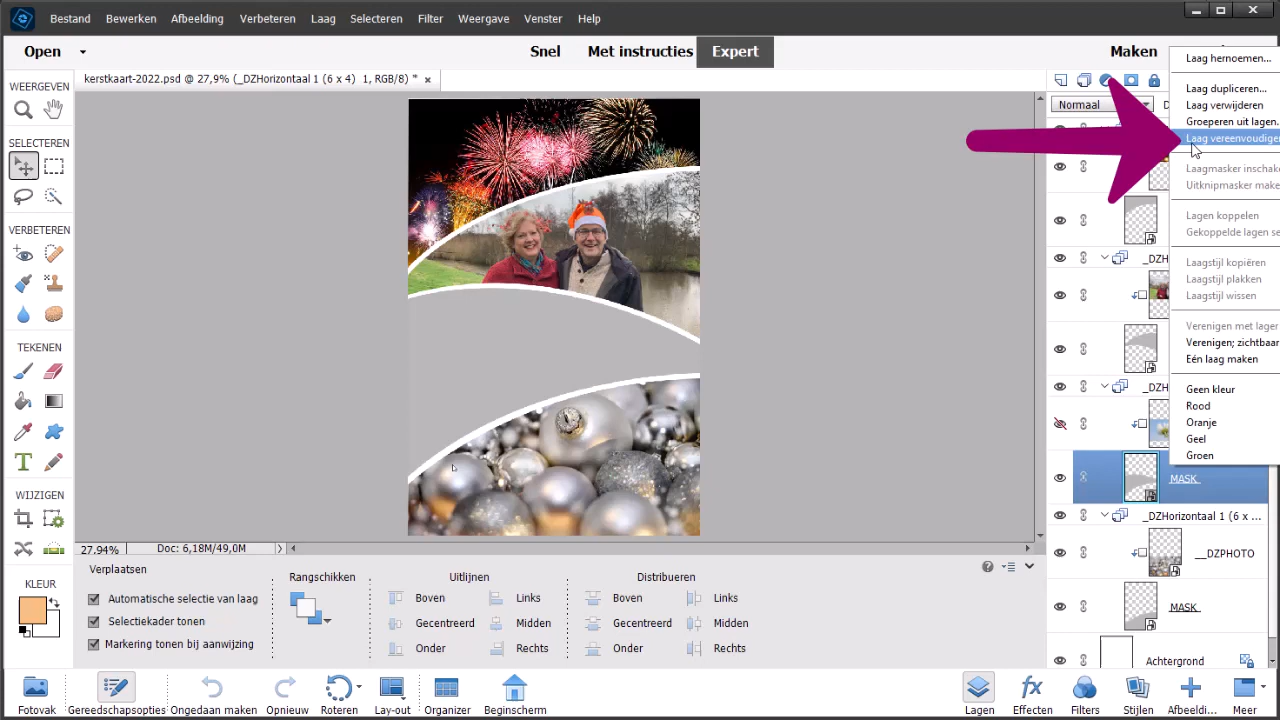 Bestand Bewerken Afbeelding Verbeteren Laag Selecteren Filter Weergave Venster Help
Open Snel Met instructies Expert Maken
kerstkaart-2022.psd @ 27,9% (_DZHorizontaal 1 (6 x 4) 1, RGB/8) *
WEERGEVEN
SELECTEREN
VERBETEREN
TEKENEN
WIJZIGEN
KLEUR
Normaal
Laag hernoemen...
Laag dupliceren...
Laag verwijderen
Groeperen uit lagen.
Laag vereenvoudigen
Laagmasker inschake
Uitknipmasker make
Lagen koppelen
Gekoppelde lagen se
Laagstijl kopiëren
Laagstijl plakken
Laagstijl wissen
Verenigen met lager
Verenigen; zichtbaar
Eén laag maken
Geen kleur
Rood
Oranje
Geel
Groen
_DZ
_DZ
MASK
_DZHorizontaal 1 (6 x ...
__DZPHOTO
MASK
Achtergrond
27.94% Doc: 6,18M/49,0M
Verplaatsen
Automatische selectie van laag
Selectiekader tonen
Markering tonen bij aanwijzing
Rangschikken
Uitlijnen
Boven Links
Gecentreerd Midden
Onder Rechts
Distribueren
Boven Links
Gecentreerd Midden
Onder Rechts
Fotovak Gereedschapsopties Ongedaan maken Opnieuw Roteren Lay-out Organizer Beginscherm Lagen Effecten Filters Stijlen Afbeeldi... Meer